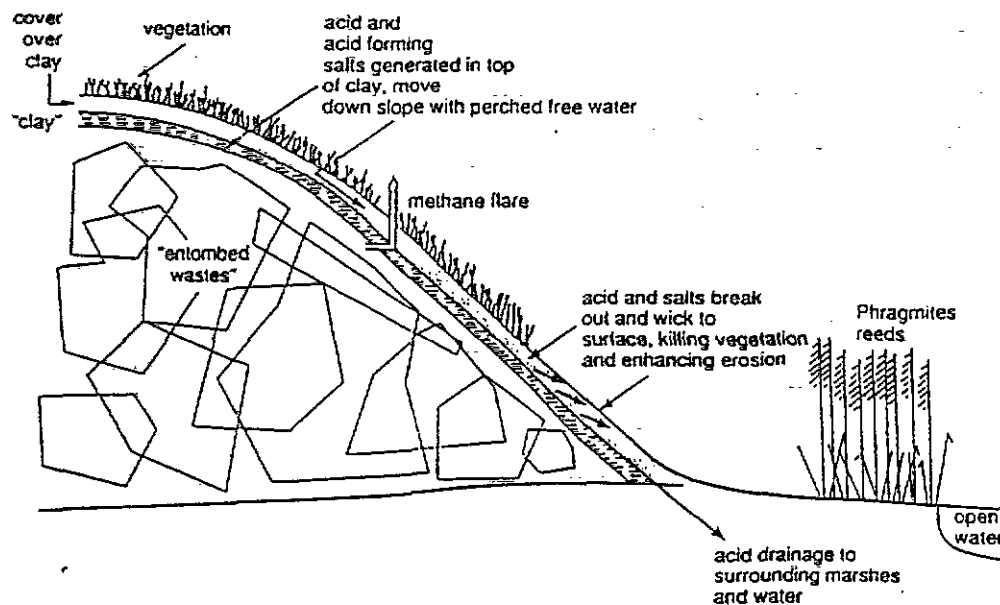 cover
over
clay
"clay"
vegetation
acid and
acid forming
salts generated in top
of clay, move
down slope with perched free water
methane flare
"entombed
wastes"
acid and salts break
out and wick to
surface, killing vegetation
and enhancing erosion
Phragmites
reeds
open
water
acid drainage to
surrounding marshes
and water